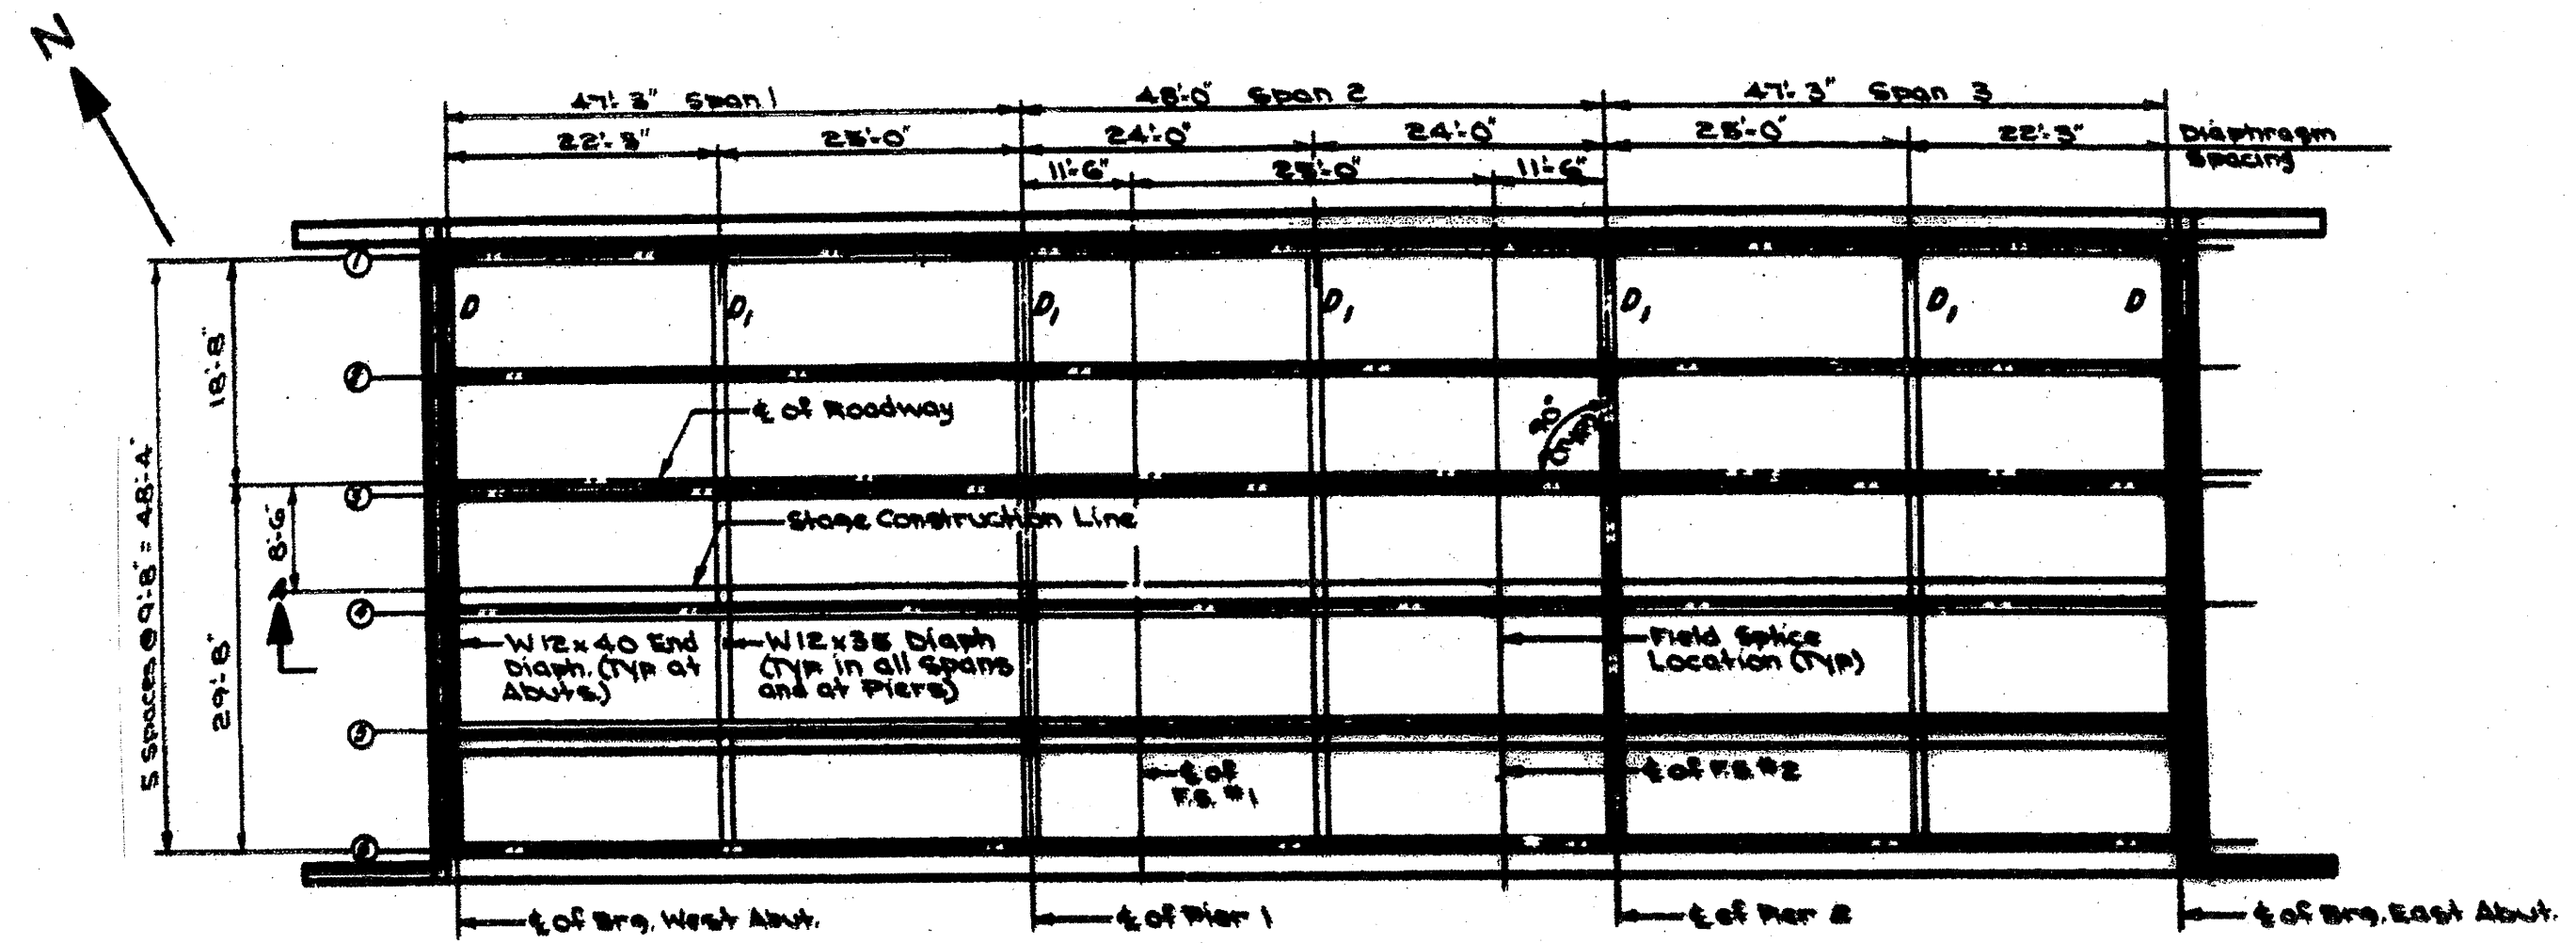 N
47'-3" Span 1
48'-0" Span 2
47'-3" Span 3
22'-3"
25'-0"
24'-0"
24'-0"
25'-0"
22'-3"
Diaphragm
Spacing
11'-6"
25'-0"
11'-6"
1
D
D1
D1
D1
D1
D1
D
2
18'-8"
℄ of Roadway
90°
(Typ)
5 Spaces @ 9'-8" = 48'-4"
3
8'-6"
Stage Construction Line
A
4
29'-8"
W12x40 End
Diaph. (Typ at
Abuts.)
W12x35 Diaph
(Typ in all Spans
and at Piers)
Field Splice
Location (Typ)
5
℄ of
F.S. #1
℄ of F.S. #2
6
℄ of Brg. West Abut.
℄ of Pier 1
℄ of Pier 2
℄ of Brg. East Abut.